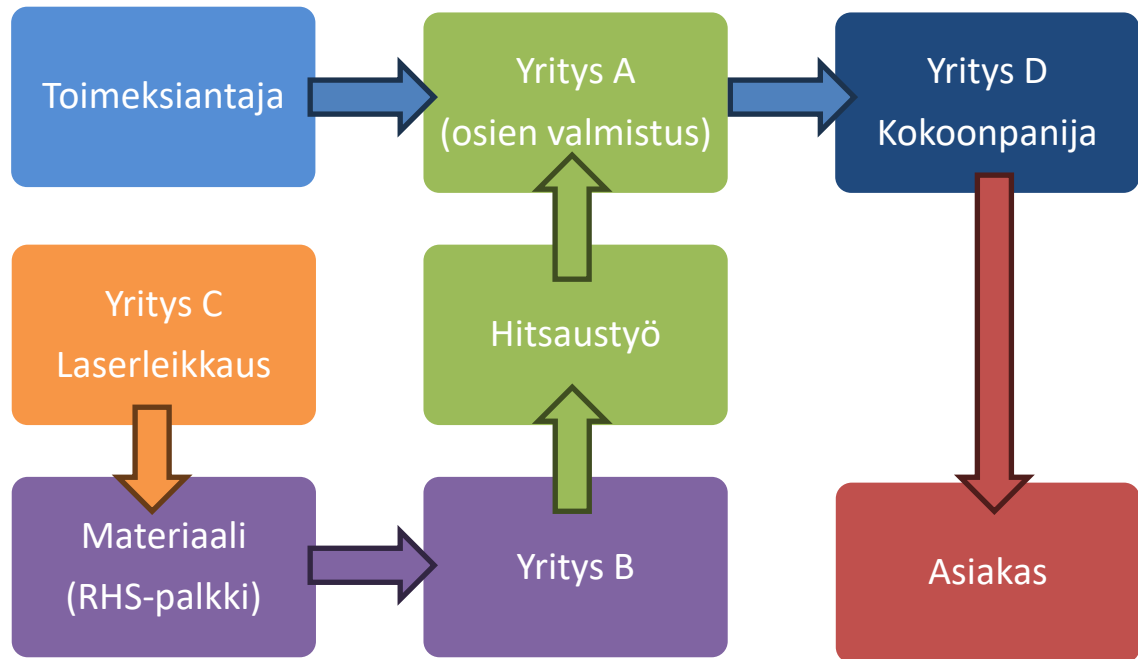 Toimeksiantaja
Yritys A
(osien valmistus)
Yritys D
Kokoonpanija
Yritys C
Laserleikkaus
Hitsaustyö
Materiaali
(RHS-palkki)
Yritys B
Asiakas